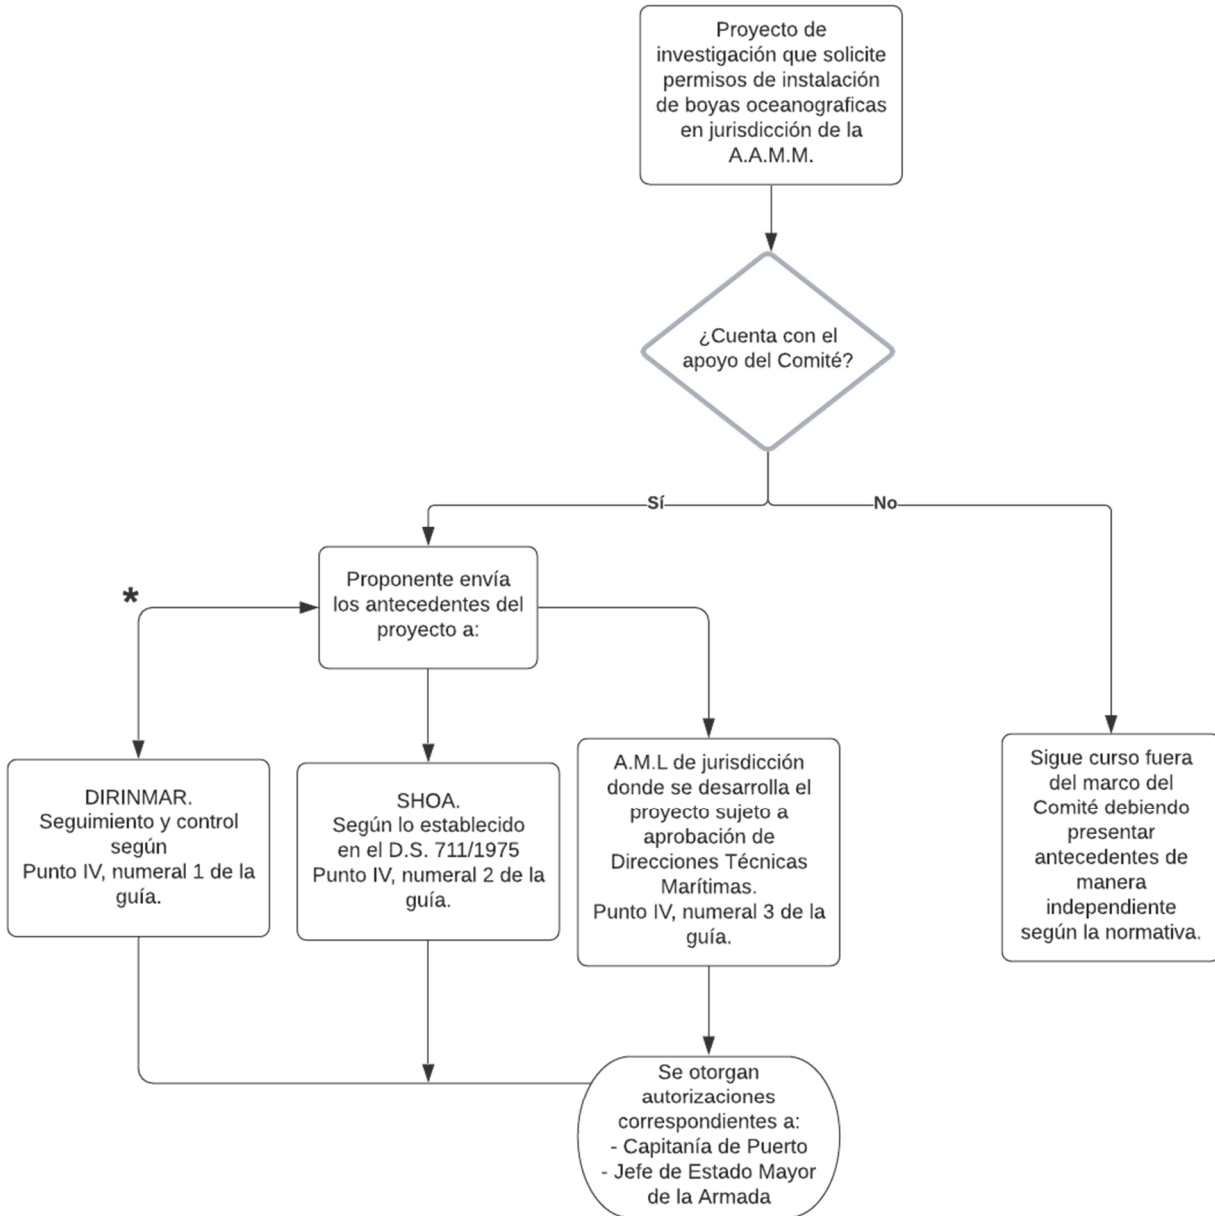 Proyecto de
investigación que solicite
permisos de instalación
de boyas oceanograficas
en jurisdicción de la
A.A.M.M.
¿Cuenta con el
apoyo del Comité?
Sí
No
*
Proponente envía
los antecedentes del
proyecto a:
DIRINMAR.
Seguimiento y control
según
Punto IV, numeral 1 de la
guía.
SHOA.
Según lo establecido
en el D.S. 711/1975
Punto IV, numeral 2 de la
guía.
A.M.L de jurisdicción
donde se desarrolla el
proyecto sujeto a
aprobación de
Direcciones Técnicas
Marítimas.
Punto IV, numeral 3 de la
guía.
Sigue curso fuera
del marco del
Comité debiendo
presentar
antecedentes de
manera
independiente
según la normativa.
Se otorgan
autorizaciones
correspondientes a:
- Capitanía de Puerto
- Jefe de Estado Mayor
de la Armada